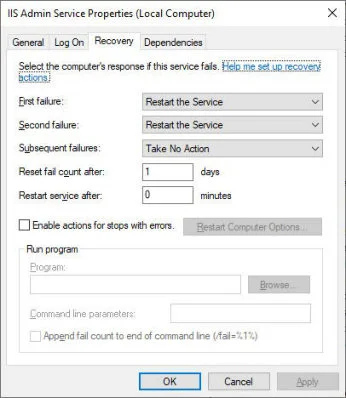 IIS Admin Service Properties (Local Computer)
General Log On Recovery Dependencies
Select the computer's response if this service fails. Help me set up recovery
actions.
First failure: Restart the Service
Second failure: Restart the Service
Subsequent failures: Take No Action
Reset fail count after: 1 days
Restart service after: 0 minutes
Enable actions for stops with errors. Restart Computer Options...
Run program
Program:
Browse...
Command line parameters:
Append fail count to end of command line (/fail=%1%)
OK Cancel Apply